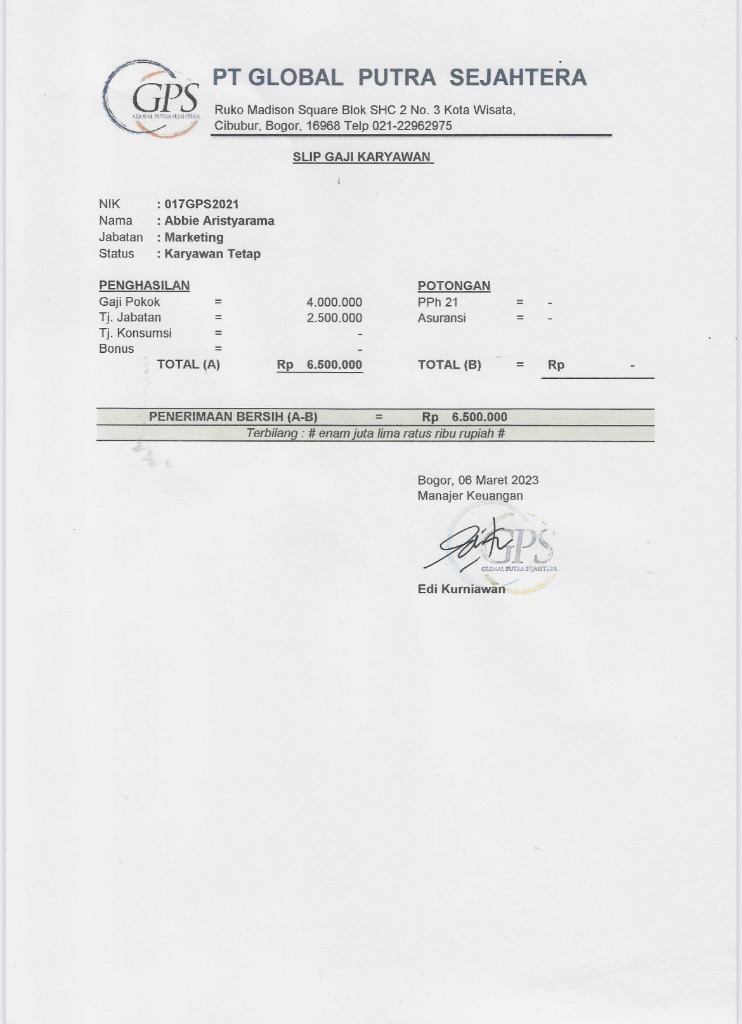 GPS
GLOBAL PUTRA SEJAHTERA
PT GLOBAL PUTRA SEJAHTERA
Ruko Madison Square Blok SHC 2 No. 3 Kota Wisata,
Cibubur, Bogor, 16968 Telp 021-22962975
SLIP GAJI KARYAWAN
NIK : 017GPS2021
Nama : Abbie Aristyarama
Jabatan : Marketing
Status : Karyawan Tetap
PENGHASILAN POTONGAN
Gaji Pokok = 4.000.000 PPh 21 = -
Tj. Jabatan = 2.500.000 Asuransi = -
Tj. Konsumsi = -
Bonus = -
TOTAL (A) Rp 6.500.000 TOTAL (B) = Rp -
PENERIMAAN BERSIH (A-B) = Rp 6.500.000
Terbilang : # enam juta lima ratus ribu rupiah #
Bogor, 06 Maret 2023
Manajer Keuangan
GPS
GLOBAL PUTRA SEJAHTERA
Edi Kurniawan